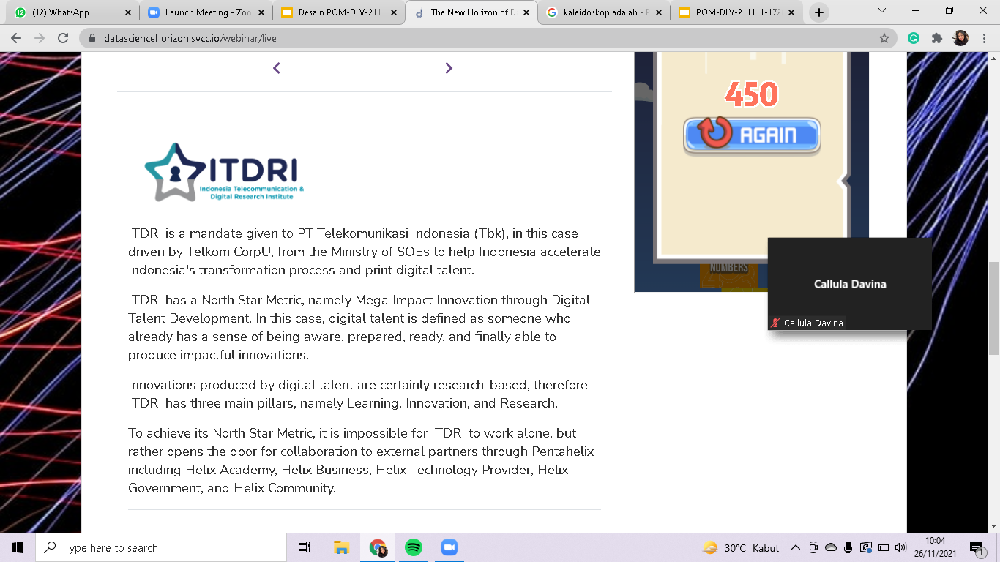 (12) WhatsApp
Launch Meeting - Zoo
Desain POM-DLV-2111
The New Horizon of D
kaleidoskop adalah - P
POM-DLV-211111-172
datasciencehorizon.svcc.io/webinar/live
450
AGAIN
NUMBERS
ITDRI
Indonesia Telecommunication &
Digital Research Institute
ITDRI is a mandate given to PT Telekomunikasi Indonesia (Tbk), in this case
driven by Telkom CorpU, from the Ministry of SOEs to help Indonesia accelerate
Indonesia's transformation process and print digital talent.
ITDRI has a North Star Metric, namely Mega Impact Innovation through Digital
Talent Development. In this case, digital talent is defined as someone who
already has a sense of being aware, prepared, ready, and finally able to
produce impactful innovations.
Innovations produced by digital talent are certainly research-based, therefore
ITDRI has three main pillars, namely Learning, Innovation, and Research.
To achieve its North Star Metric, it is impossible for ITDRI to work alone, but
rather opens the door for collaboration to external partners through Pentahelix
including Helix Academy, Helix Business, Helix Technology Provider, Helix
Government, and Helix Community.
Callula Davina
Callula Davina
Type here to search
30°C Kabut
10:04
26/11/2021
1